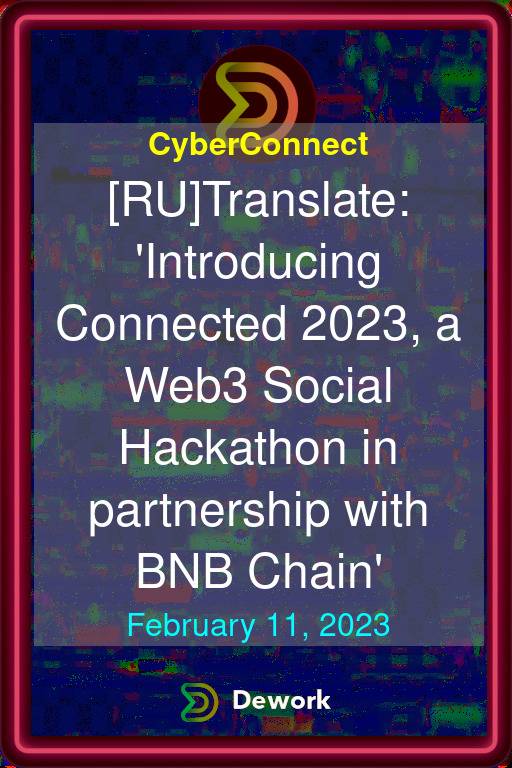 CyberConnect
[RU]Translate:
'Introducing
Connected 2023, a
Web3 Social
Hackathon in
partnership with
BNB Chain'
February 11, 2023
Dework